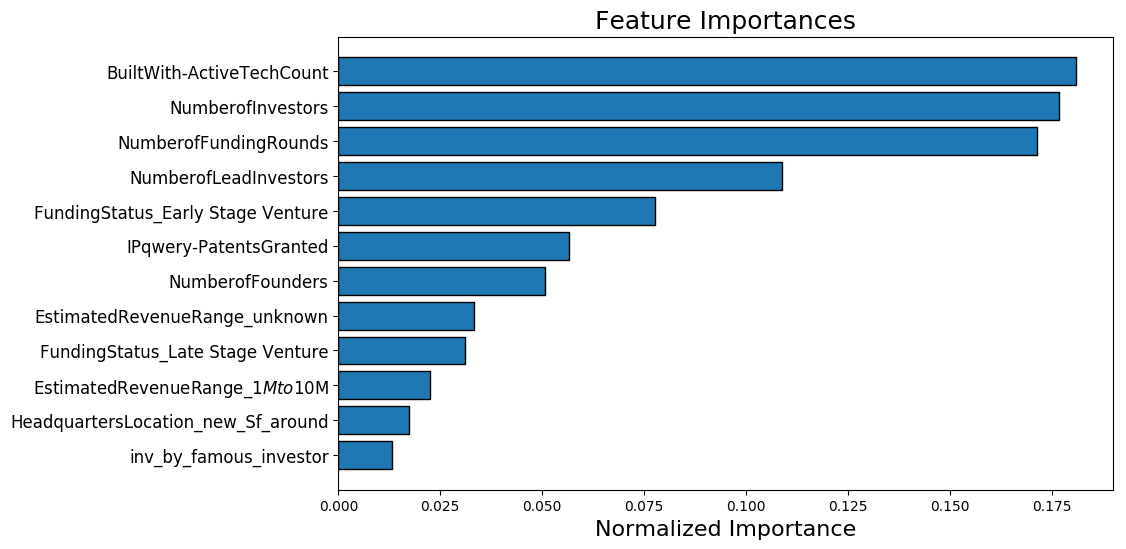 Feature Importances
BuiltWith-ActiveTechCount
NumberofInvestors
NumberofFundingRounds
NumberofLeadInvestors
FundingStatus_Early Stage Venture
IPqwery-PatentsGranted
NumberofFounders
EstimatedRevenueRange_unknown
FundingStatus_Late Stage Venture
EstimatedRevenueRange_1Mto10M
HeadquartersLocation_new_Sf_around
inv_by_famous_investor
0.000 0.025 0.050 0.075 0.100 0.125 0.150 0.175
Normalized Importance